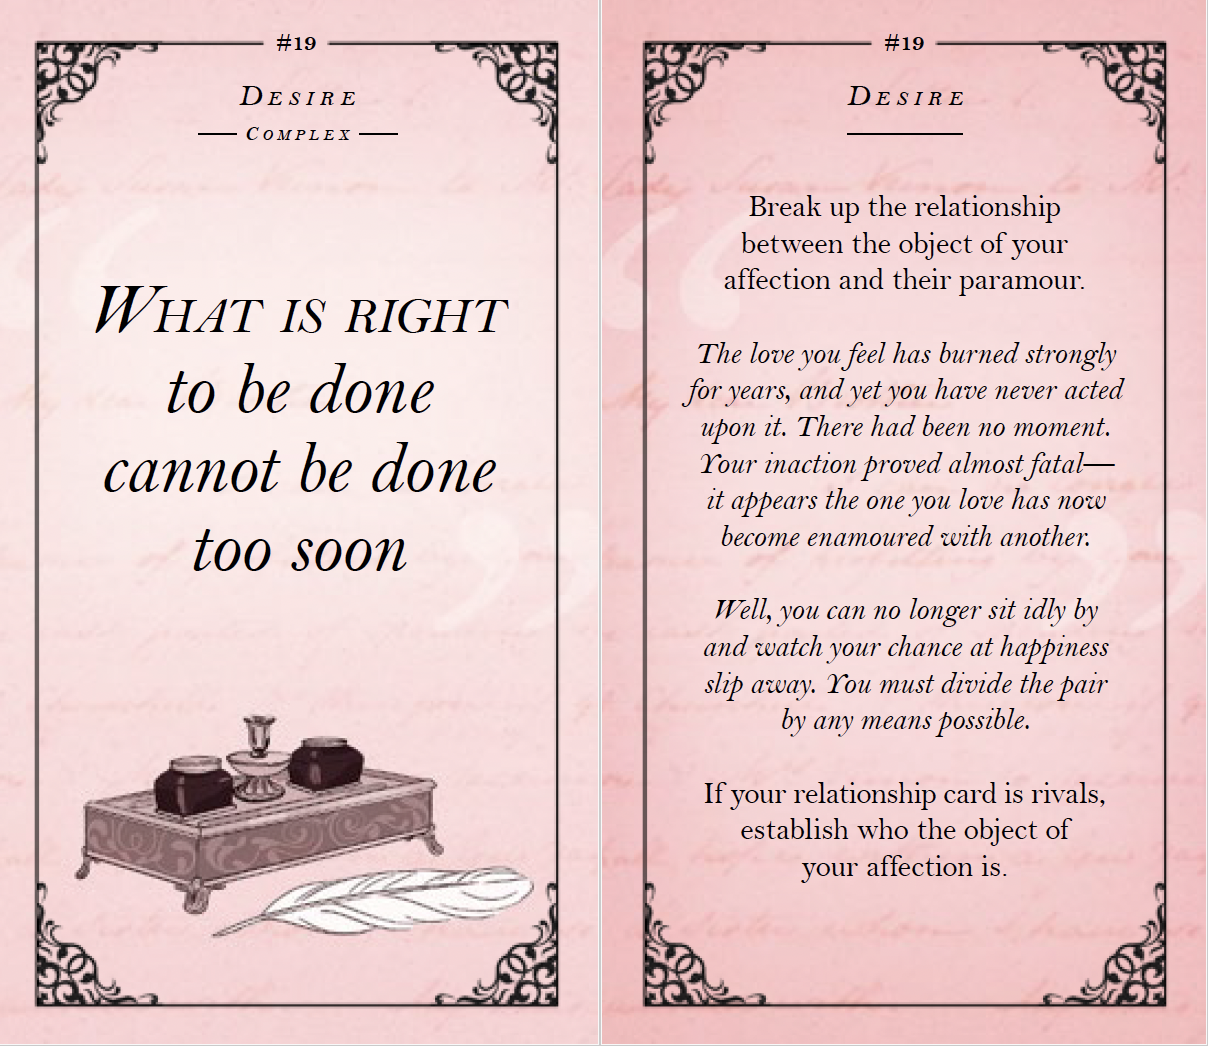 #19
DESIRE
COMPLEX
WHAT IS RIGHT
to be done
cannot be done
too soon
#19
DESIRE
Break up the relationship
between the object of your
affection and their paramour.
The love you feel has burned strongly
for years, and yet you have never acted
upon it. There had been no moment.
Your inaction proved almost fatal—
it appears the one you love has now
become enamoured with another.
Well, you can no longer sit idly by
and watch your chance at happiness
slip away. You must divide the pair
by any means possible.
If your relationship card is rivals,
establish who the object of
your affection is.